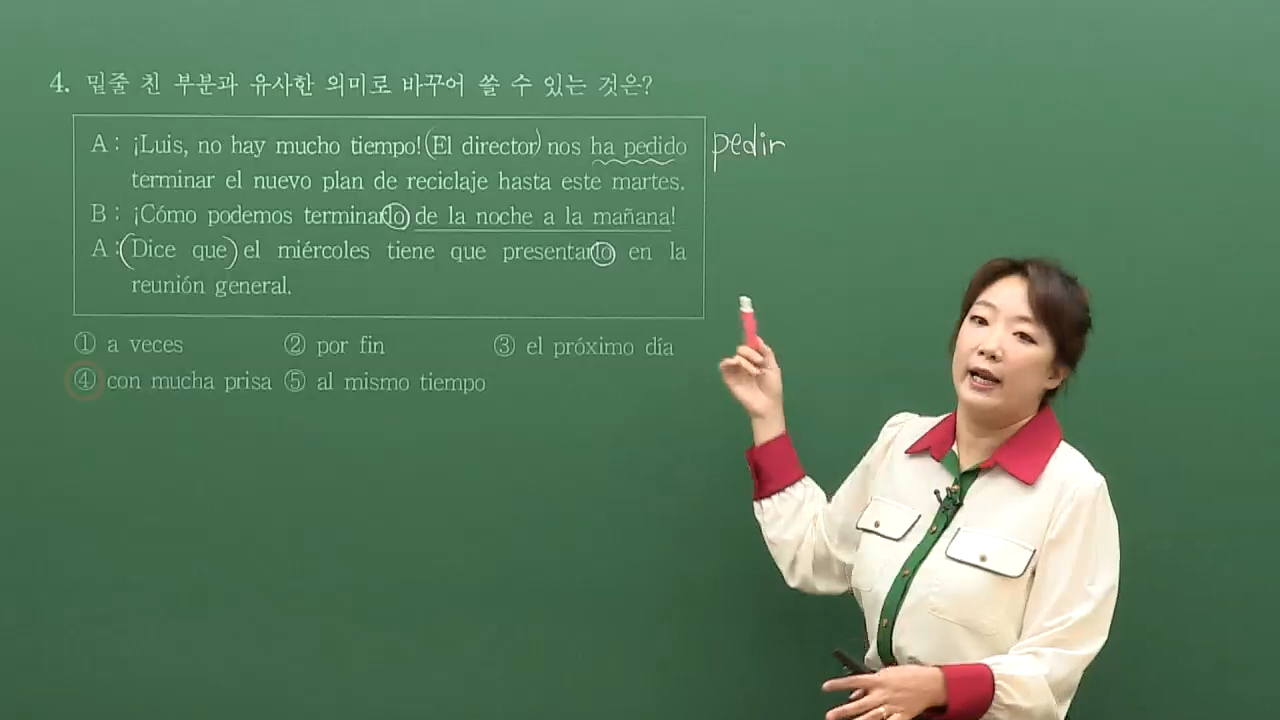 4. 밑줄 친 부분과 유사한 의미로 바꾸어 쓸 수 있는 것은?
A : ¡Luis, no hay mucho tiempo! (El director) nos ha pedido pedir
terminar el nuevo plan de reciclaje hasta este martes.
B : ¡Cómo podemos terminarlo de la noche a la mañana!
A : (Dice que) el miércoles tiene que presentarlo en la
reunión general.
① a veces ② por fin ③ el próximo día
④ con mucha prisa ⑤ al mismo tiempo